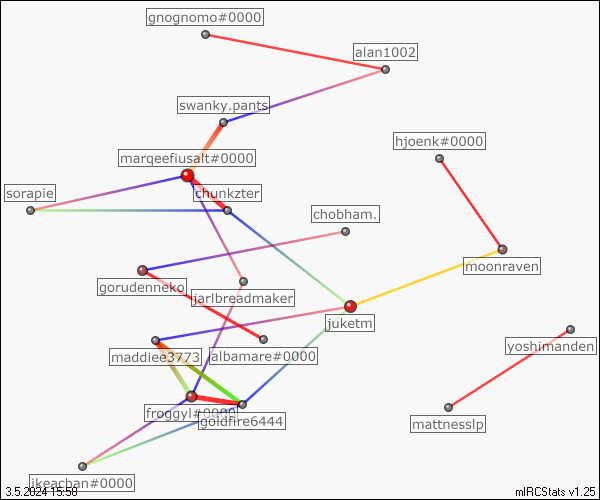 gnognomo#0000
alan1002
swanky.pants
hjoenk#0000
marqeefiusalt#0000
sorapie
chunkzter
chobham.
moonraven
gorudenneko
jarlbreadmaker
juketm
yoshimanden
maddiee3773
albamare#0000
froggyl#0000
goldfire6444
mattnesslp
ikeachan#0000
3.5.2024 15:58
mIRCStats v1.25